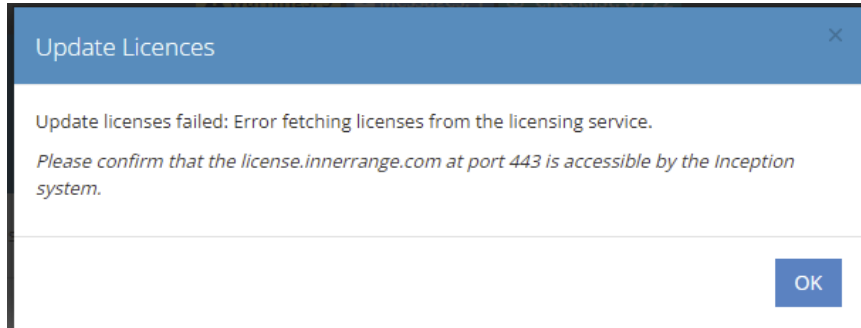 Update Licences
×
Update licenses failed: Error fetching licenses from the licensing service.
Please confirm that the license.innerrange.com at port 443 is accessible by the Inception
system.
OK